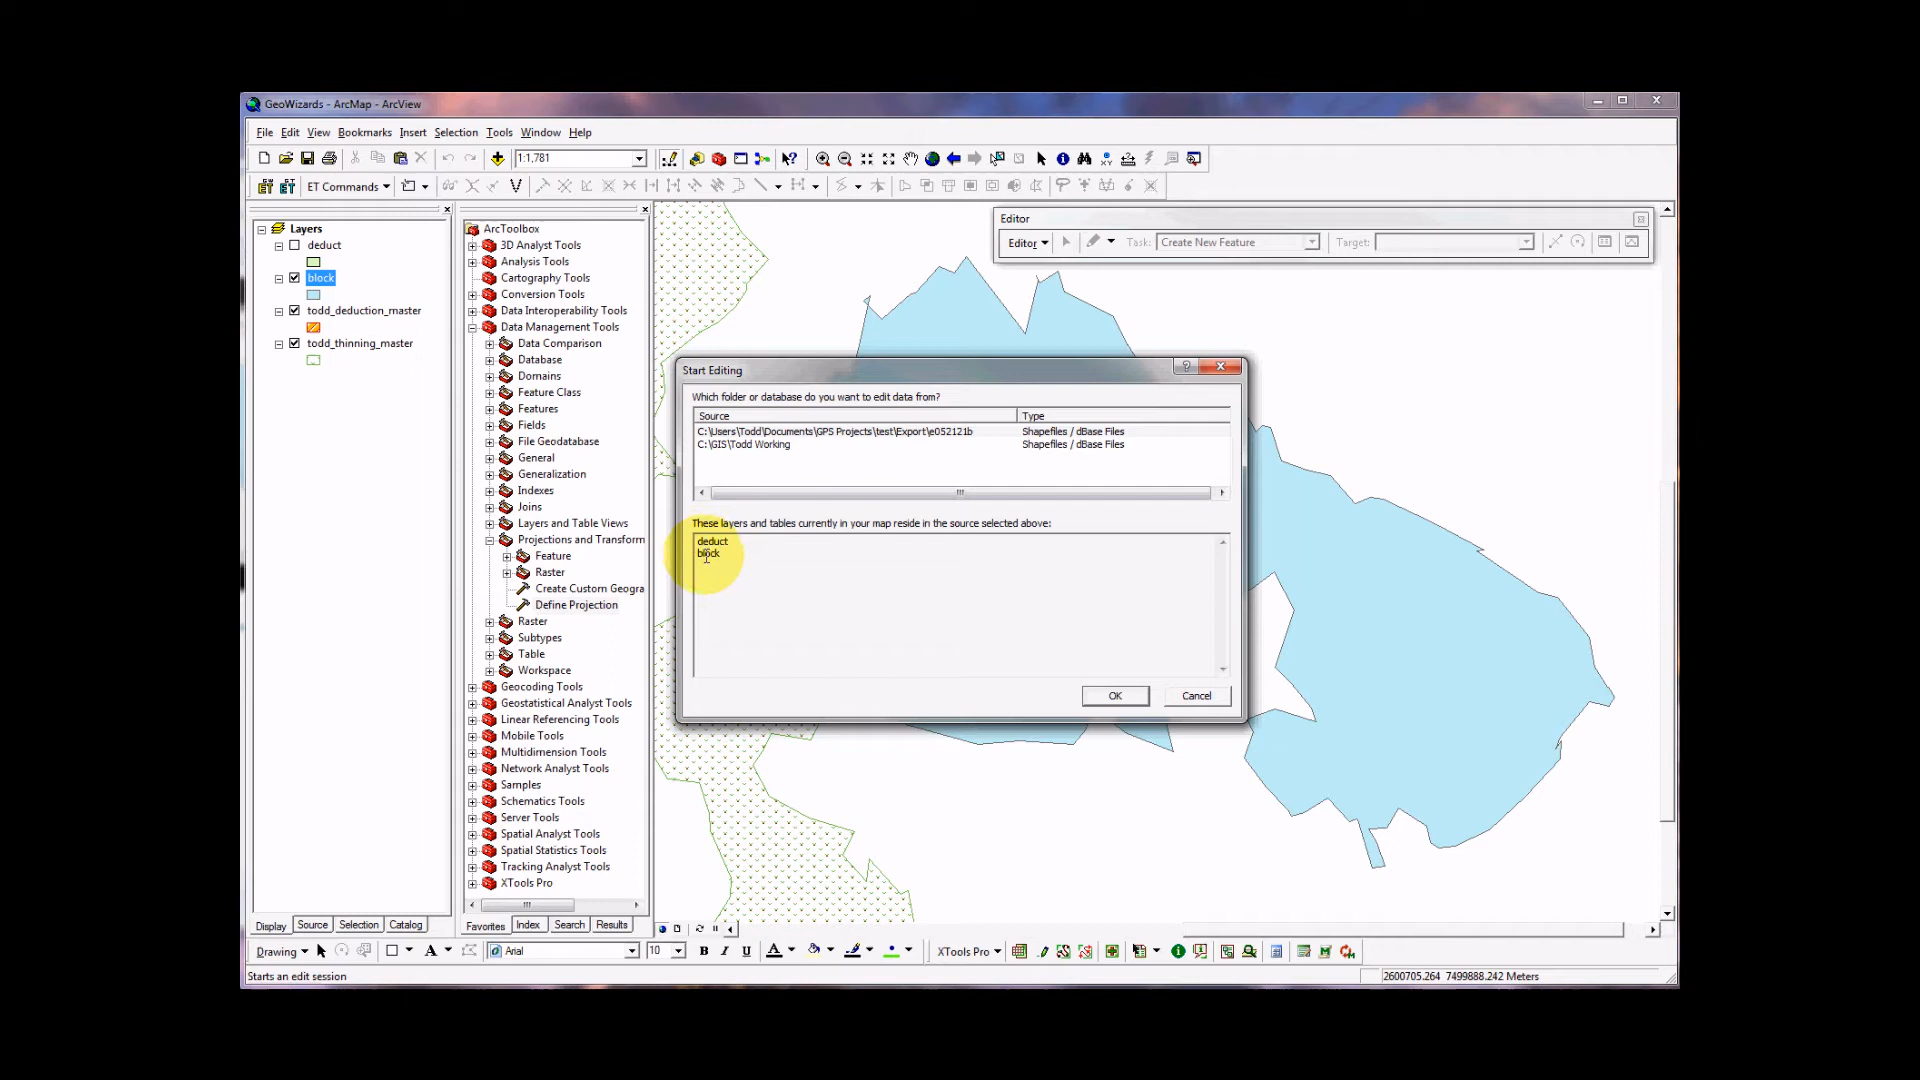 GeoWizards - ArcMap - ArcView
File Edit View Bookmarks Insert Selection Tools Window Help
1:1,781
ET Commands
Layers
deduct
block
todd_deduction_master
todd_thinning_master
Display Source Selection Catalog
ArcToolbox
3D Analyst Tools
Analysis Tools
Cartography Tools
Conversion Tools
Data Interoperability Tools
Data Management Tools
Data Comparison
Database
Domains
Feature Class
Features
Fields
File Geodatabase
General
Generalization
Indexes
Joins
Layers and Table Views
Projections and Transform
Feature
Raster
Create Custom Geogra
Define Projection
Raster
Subtypes
Table
Workspace
Geocoding Tools
Geostatistical Analyst Tools
Linear Referencing Tools
Mobile Tools
Multidimension Tools
Network Analyst Tools
Samples
Schematics Tools
Server Tools
Spatial Analyst Tools
Spatial Statistics Tools
Tracking Analyst Tools
XTools Pro
Favorites Index Search Results
Editor
Editor Task: Create New Feature Target:
Start Editing
Which folder or database do you want to edit data from?
Source Type
C:\Users\Todd\Documents\GPS Projects\test\Export\e052121b Shapefiles / dBase Files
C:\GIS\Todd Working Shapefiles / dBase Files
These layers and tables currently in your map reside in the source selected above:
deduct
block
OK Cancel
Drawing A Arial 10 B I U A XTools Pro
Starts an edit session 2600705.264 7499888.242 Meters